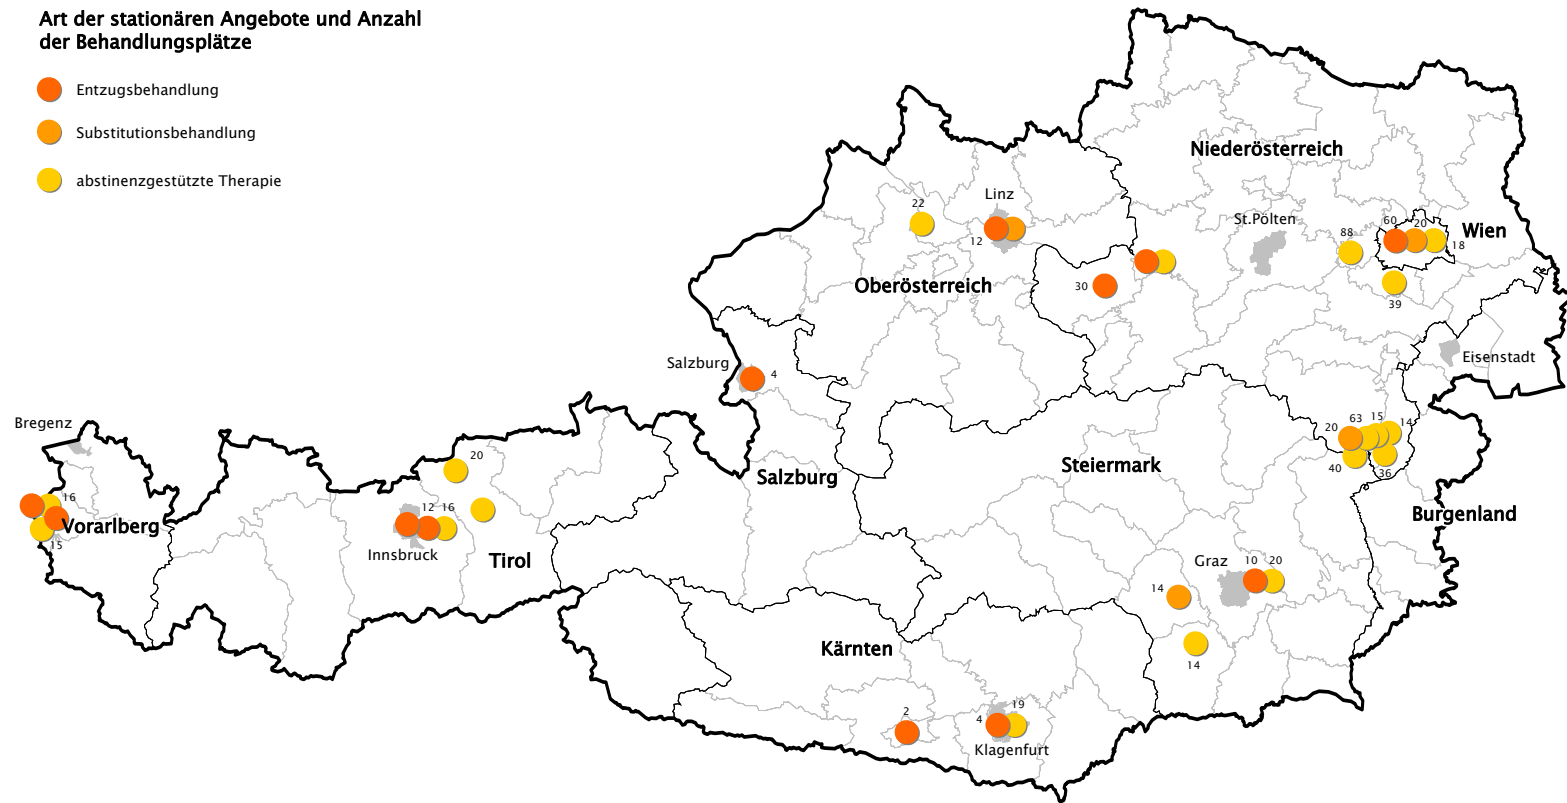 Art der stationären Angebote und Anzahl
der Behandlungsplätze
Entzugsbehandlung
Substitutionsbehandlung
abstinenzgestützte Therapie
Niederösterreich
Linz
22
12
St.Pölten
60
20
Wien
88
18
Oberösterreich
30
39
Salzburg
4
Eisenstadt
Bregenz
63
15
14
20
40
36
20
Salzburg
Steiermark
16
Vorarlberg
15
12
16
Innsbruck
Tirol
Burgenland
Graz
10
20
14
14
Kärnten
2
4
19
Klagenfurt